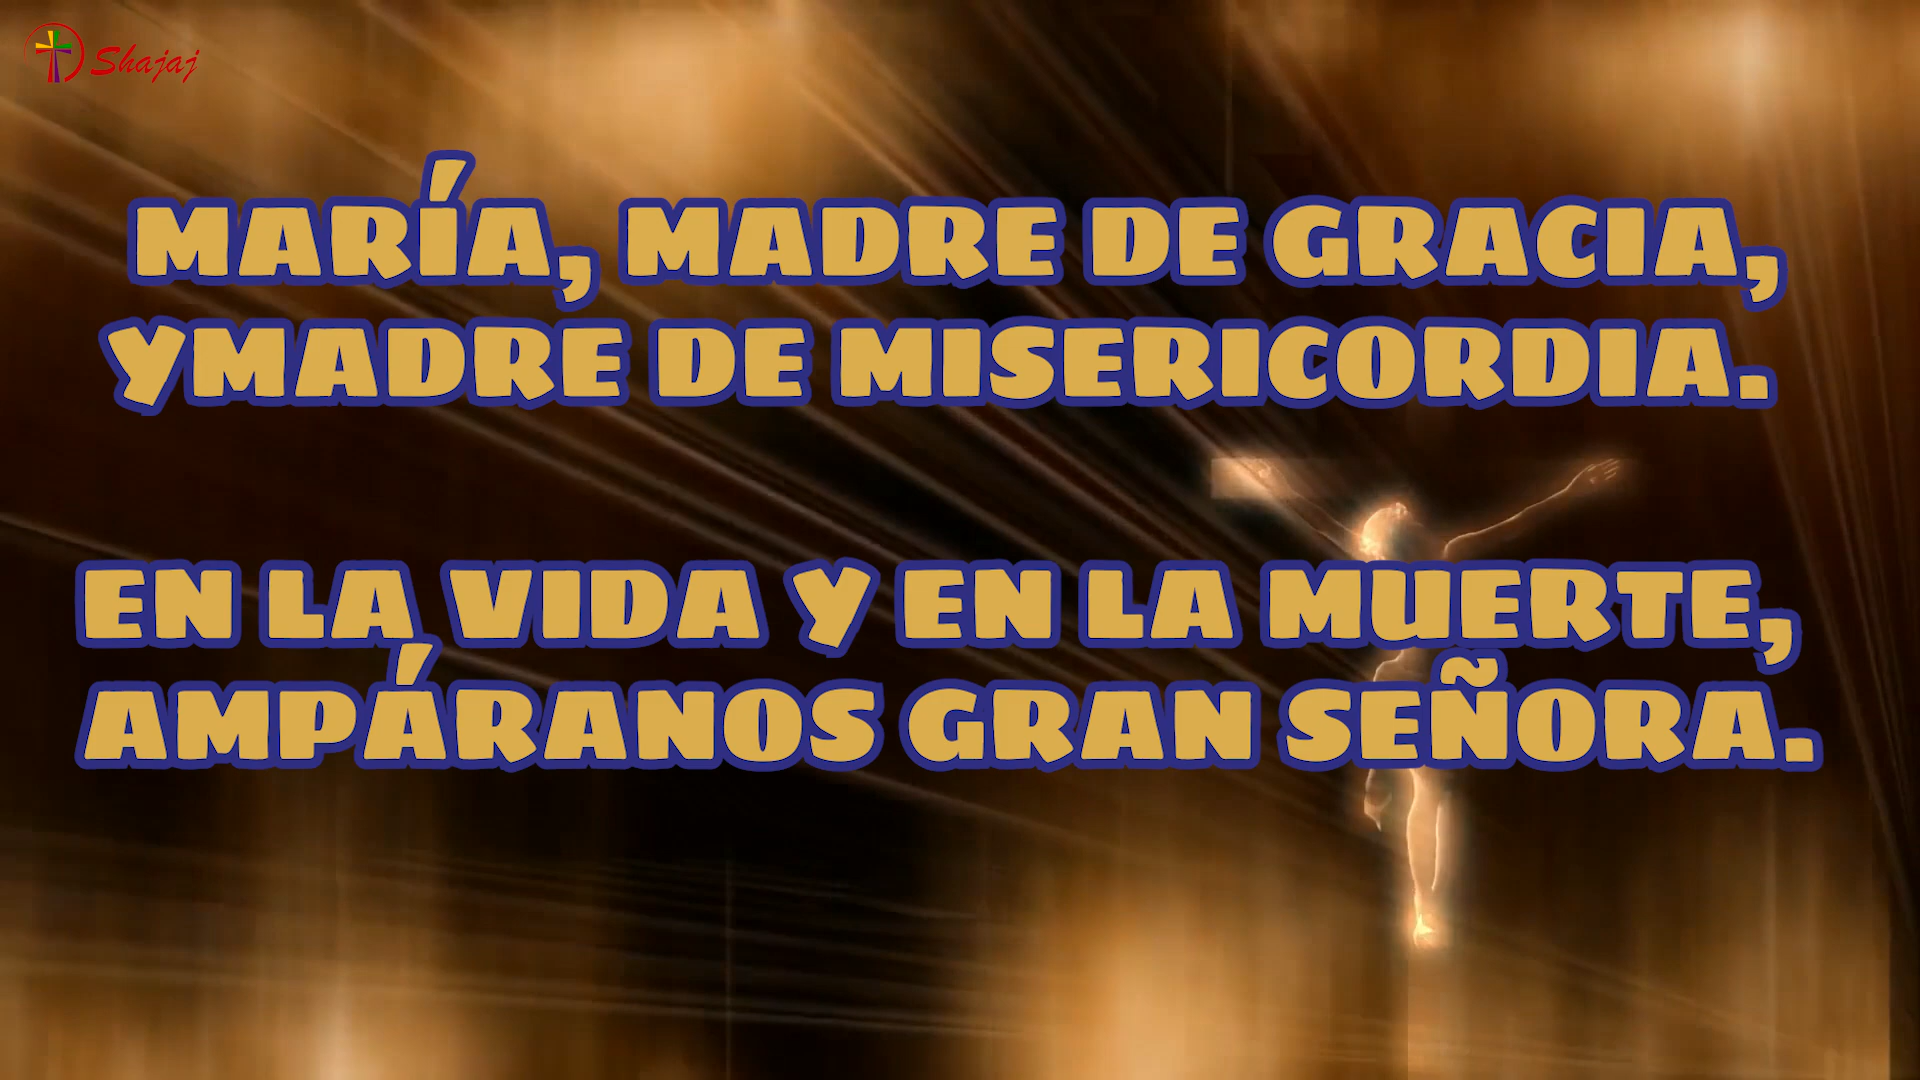 Shajaj
MARÍA, MADRE DE GRACIA,
YMADRE DE MISERICORDIA.
EN LA VIDA Y EN LA MUERTE,
AMPÁRANOS GRAN SEÑORA.